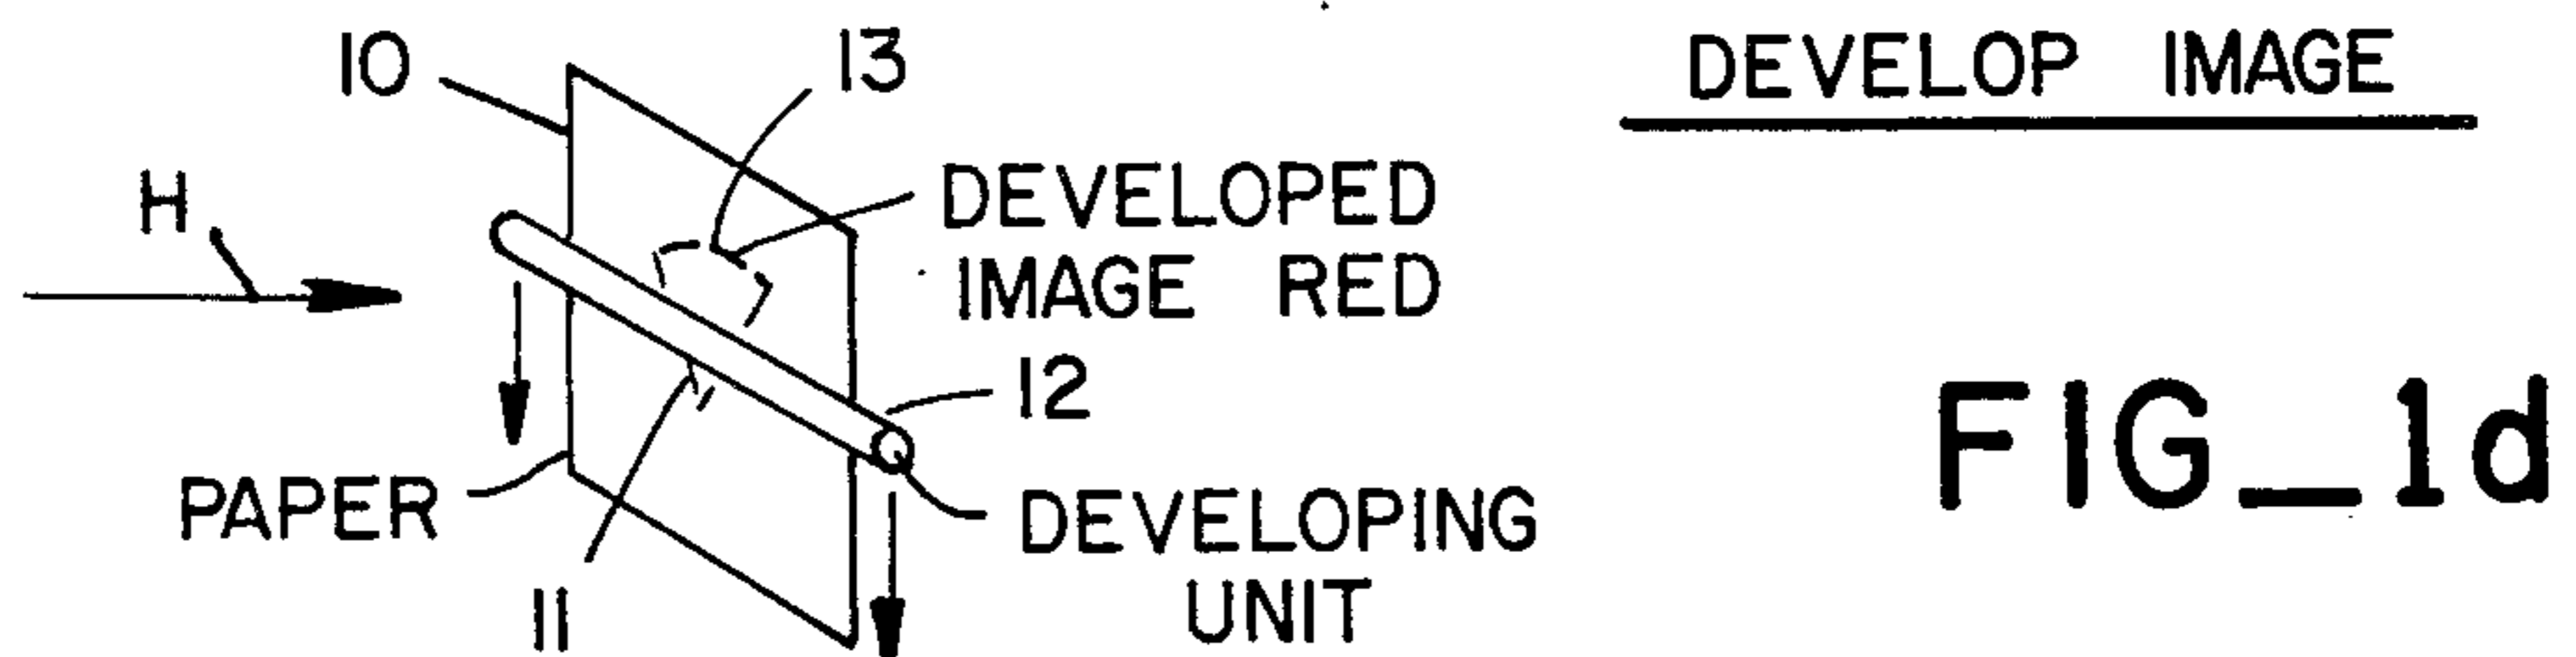 10
13
DEVELOP IMAGE
H
DEVELOPED
IMAGE RED
12
FIG_1d
PAPER
DEVELOPING
UNIT
11